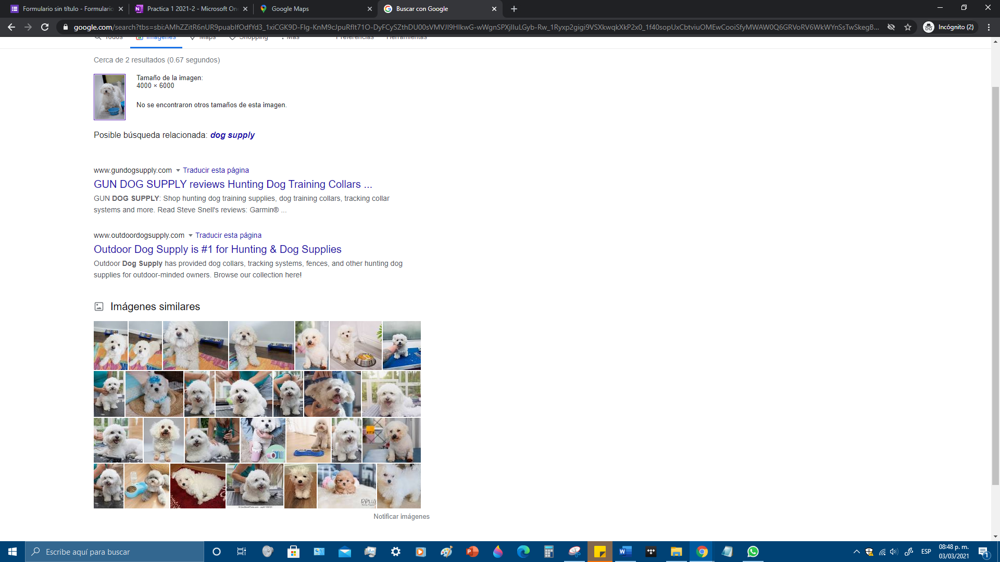 Formulario sin título - Formulario
Practica 1 2021-2 - Microsoft On
Google Maps
Buscar con Google
google.com/search?tbs=sbi:
Incógnito (2)
Todos
Imágenes
Maps
Shopping
Más
Preferencias
Herramientas
Cerca de 2 resultados (0.67 segundos)
Tamaño de la imagen:
4000 × 6000
No se encontraron otros tamaños de esta imagen.
Posible búsqueda relacionada: dog supply
www.gundogsupply.com Traducir esta página
GUN DOG SUPPLY reviews Hunting Dog Training Collars ...
GUN DOG SUPPLY: Shop hunting dog training supplies, dog training collars, tracking collar
systems and more. Read Steve Snell's reviews: Garmin® ...
www.outdoordogsupply.com Traducir esta página
Outdoor Dog Supply is #1 for Hunting & Dog Supplies
Outdoor Dog Supply has provided dog collars, tracking systems, fences, and other hunting dog
supplies for outdoor-minded owners. Browse our collection here!
Imágenes similares
Notificar imágenes
Escribe aquí para buscar
ESP
08:48 p. m.
03/03/2021
1